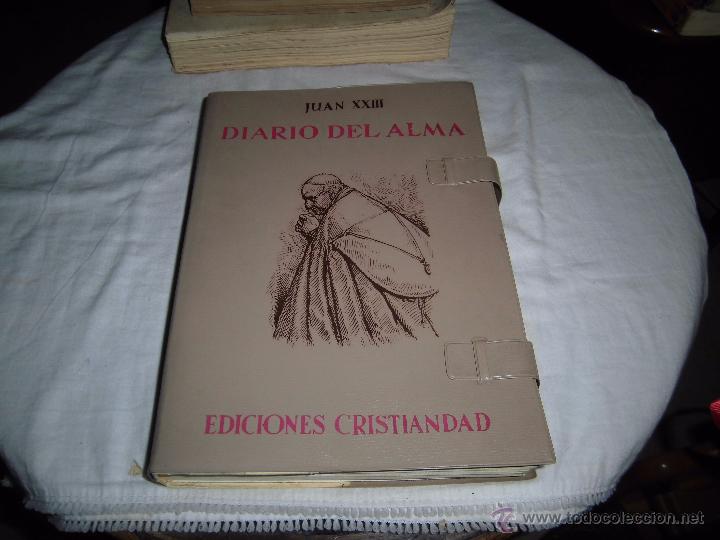 JUAN XXIII
DIARIO DEL ALMA
EDICIONES CRISTIANDAD
© www.todocoleccion.net